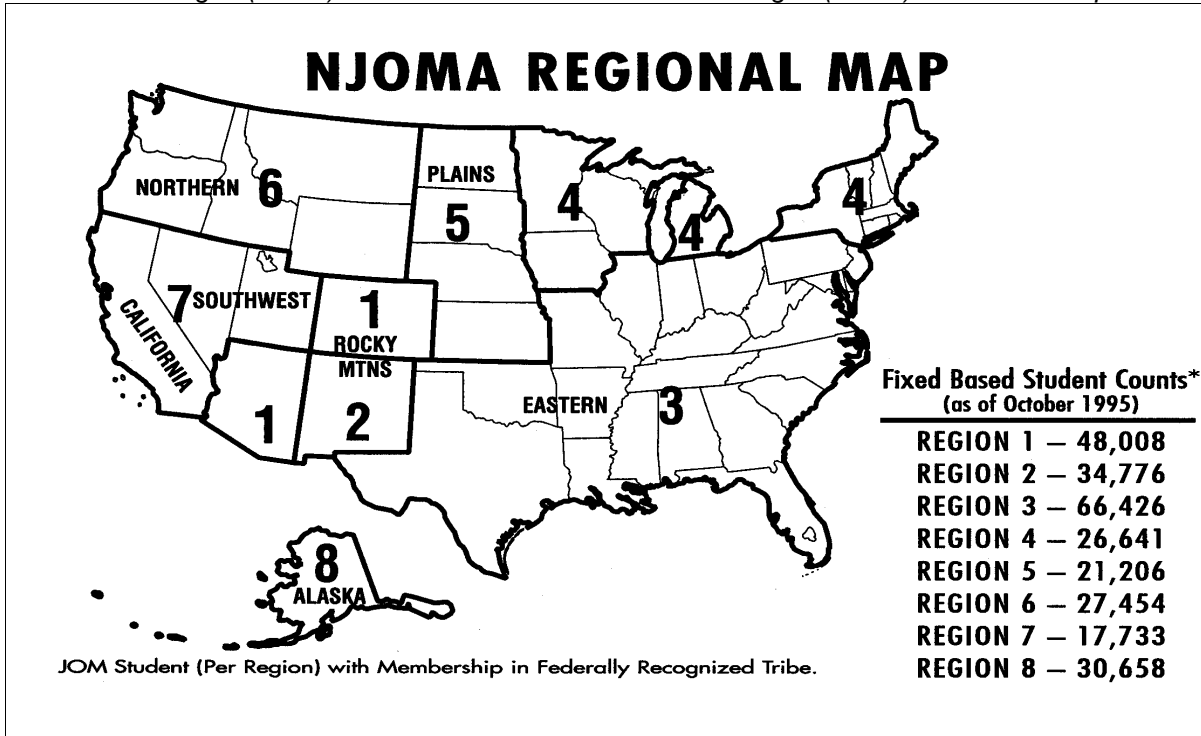 NJOMA REGIONAL MAP
PLAINS
NORTHERN 6
5
4
4
4
7 SOUTHWEST
CALIFORNIA
1
ROCKY
MTNS
1
2
EASTERN
3
8
ALASKA
Fixed Based Student Counts*
(as of October 1995)
REGION 1 – 48,008
REGION 2 – 34,776
REGION 3 – 66,426
REGION 4 – 26,641
REGION 5 – 21,206
REGION 6 – 27,454
REGION 7 – 17,733
REGION 8 – 30,658
JOM Student (Per Region) with Membership in Federally Recognized Tribe.